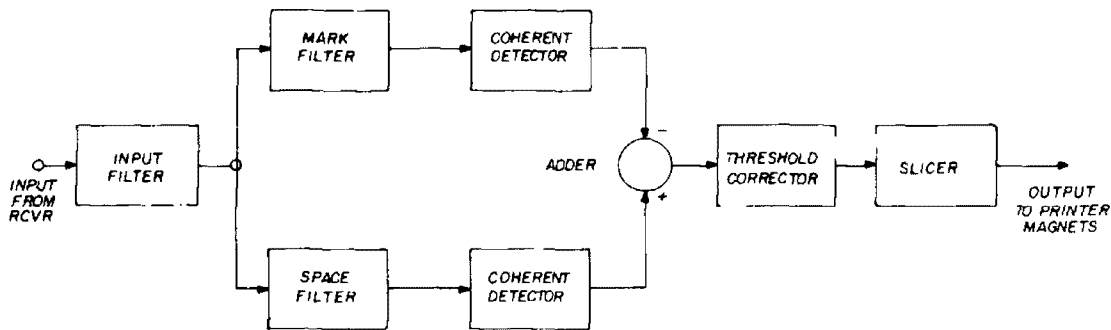 MARK
FILTER
COHERENT
DETECTOR
INPUT
FROM
RCVR
INPUT
FILTER
ADDER
-
+
THRESHOLD
CORRECTOR
SLICER
OUTPUT
TO PRINTER
MAGNETS
SPACE
FILTER
COHERENT
DETECTOR